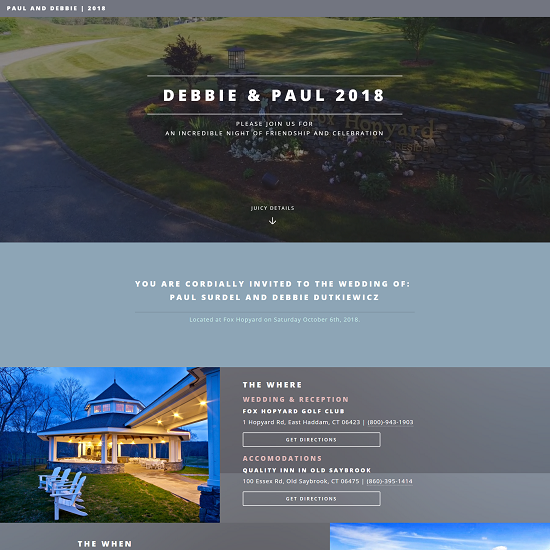 PAUL AND DEBBIE | 2018
DEBBIE & PAUL 2018
Fox Hopyard
PLEASE JOIN US FOR
AN INCREDIBLE NIGHT OF FRIENDSHIP AND CELEBRATION
JUICY DETAILS
YOU ARE CORDIALLY INVITED TO THE WEDDING OF:
PAUL SURDEL AND DEBBIE DUTKIEWICZ
Located at Fox Hopyard on Saturday October 6th, 2018.
THE WHERE
WEDDING & RECEPTION
FOX HOPYARD GOLF CLUB
1 Hopyard Rd, East Haddam, CT 06423 | (800)-943-1903
GET DIRECTIONS
ACCOMODATIONS
QUALITY INN IN OLD SAYBROOK
100 Essex Rd, Old Saybrook, CT 06475 | (860)-395-1414
GET DIRECTIONS
THE WHEN